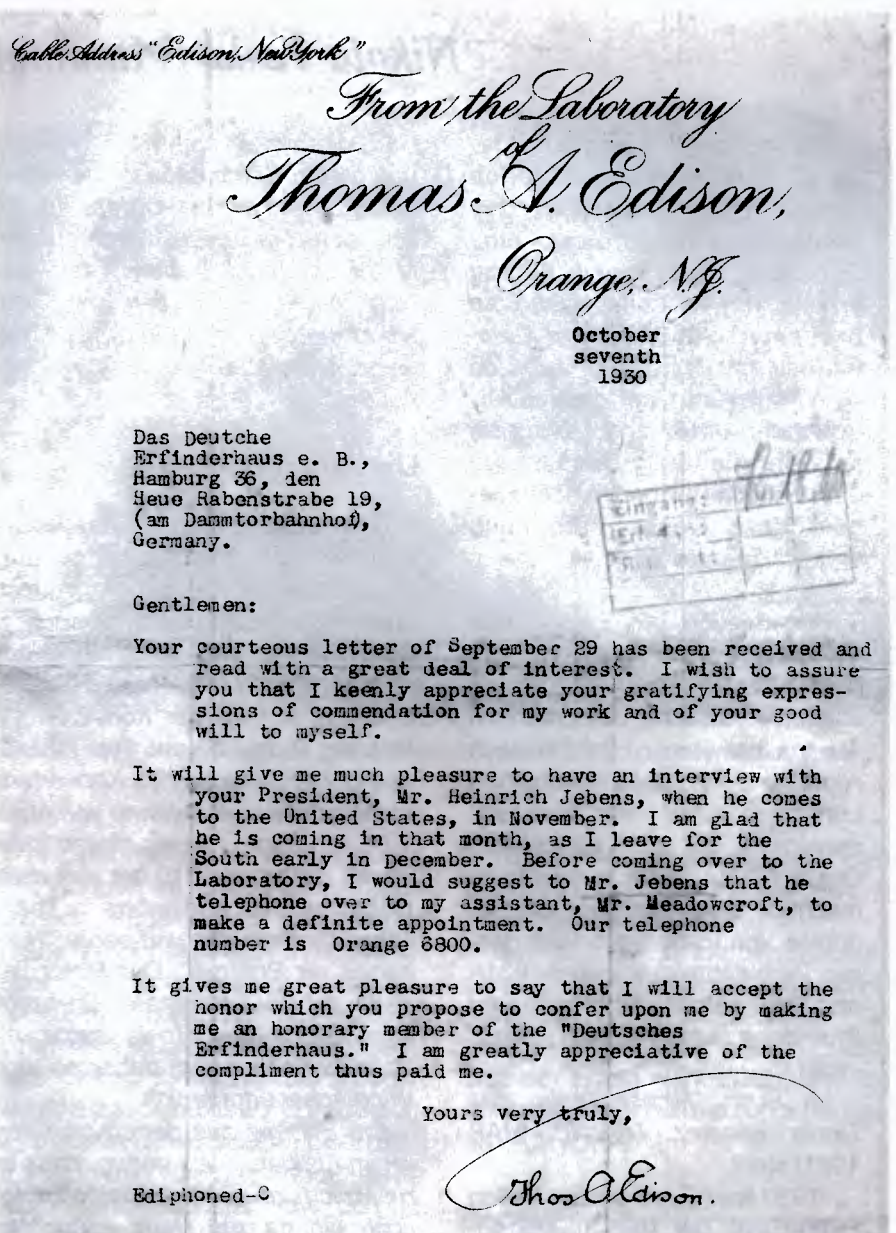 Cable Address "Edison, New York"
From the Laboratory
of
Thomas A. Edison,
Orange, N.J.
October
seventh
1930
Das Deutche
Erfinderhaus e. B.,
Hamburg 36, den
Neue Rabenstrabe 19,
(am Dammtorbahnhof),
Germany.
Eingang:
Gentlemen:
Your courteous letter of September 29 has been received and
read with a great deal of interest. I wish to assure
you that I keenly appreciate your gratifying expres-
sions of commendation for my work and of your good
will to myself.
It will give me much pleasure to have an interview with
your President, Mr. Heinrich Jebens, when he comes
to the United States, in November. I am glad that
he is coming in that month, as I leave for the
South early in December. Before coming over to the
Laboratory, I would suggest to Mr. Jebens that he
telephone over to my assistant, Mr. Meadowcroft, to
make a definite appointment. Our telephone
number is Orange 6800.
It gives me great pleasure to say that I will accept the
honor which you propose to confer upon me by making
me an honorary member of the "Deutsches
Erfinderhaus." I am greatly appreciative of the
compliment thus paid me.
Yours very truly,
Thos A Edison.
Ediphoned-C